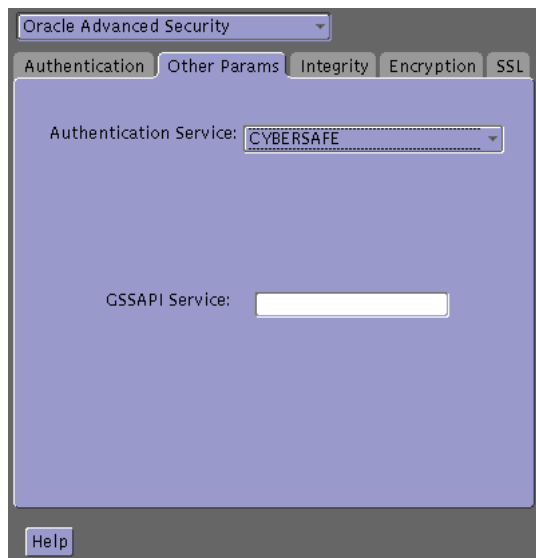 Oracle Advanced Security
Authentication Other Params Integrity Encryption SSL
Authentication Service: CYBERSAFE
GSSAPI Service:
Help